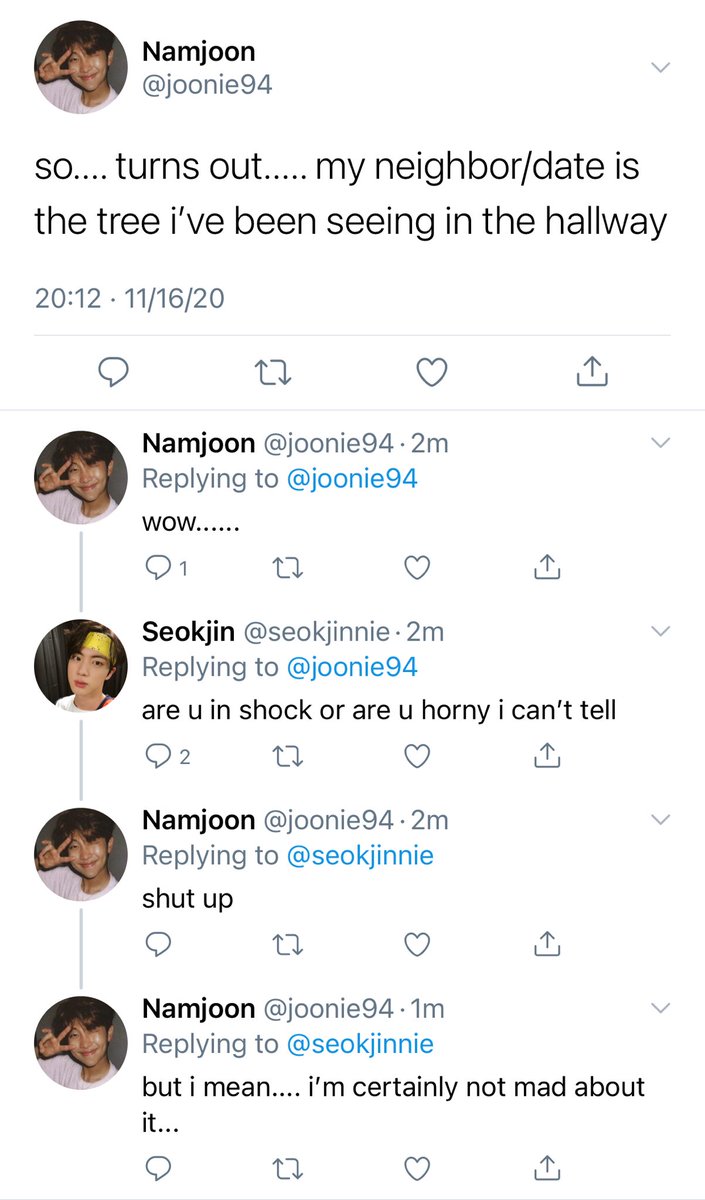 Namjoon
@joonie94
so.... turns out..... my neighbor/date is
the tree i’ve been seeing in the hallway
20:12 · 11/16/20
Namjoon @joonie94 · 2m
Replying to @joonie94
wow......
1
Seokjin @seokjinnie · 2m
Replying to @joonie94
are u in shock or are u horny i can’t tell
2
Namjoon @joonie94 · 2m
Replying to @seokjinnie
shut up
Namjoon @joonie94 · 1m
Replying to @seokjinnie
but i mean.... i’m certainly not mad about
it...